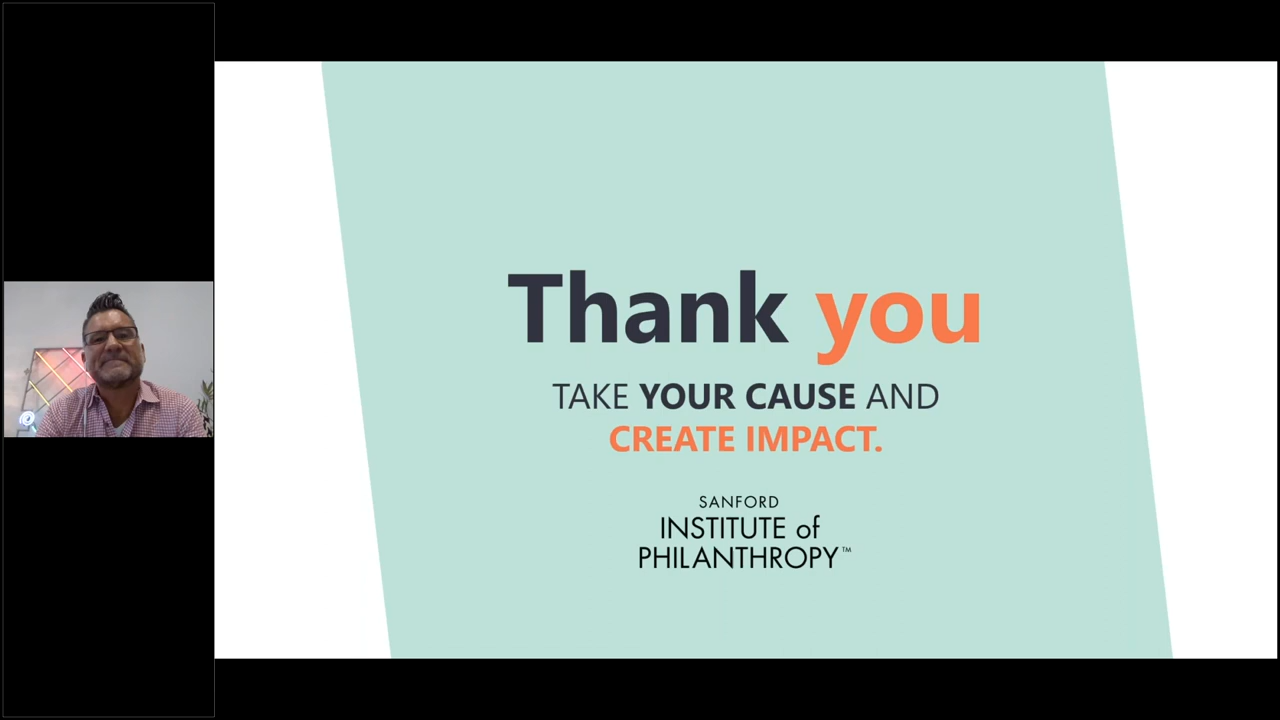 Thank you
TAKE YOUR CAUSE AND
CREATE IMPACT.
SANFORD
INSTITUTE of
PHILANTHROPY™